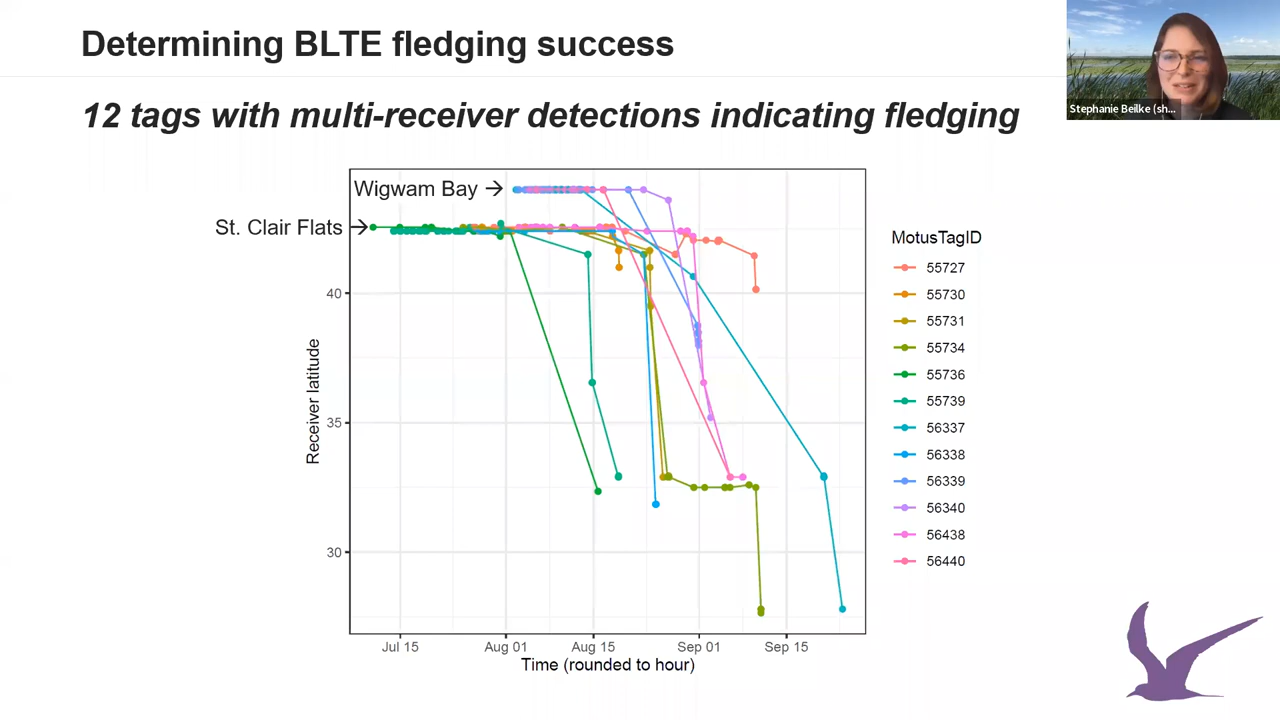 Determining BLTE fledging success
Stephanie Beilke (sh...
12 tags with multi-receiver detections indicating fledging
Wigwam Bay →
St. Clair Flats →
MotusTagID
55727
55730
55731
55734
55736
55739
56337
56338
56339
56340
56438
56440
40
35
30
Receiver latitude
Jul 15
Aug 01
Aug 15
Sep 01
Sep 15
Time (rounded to hour)